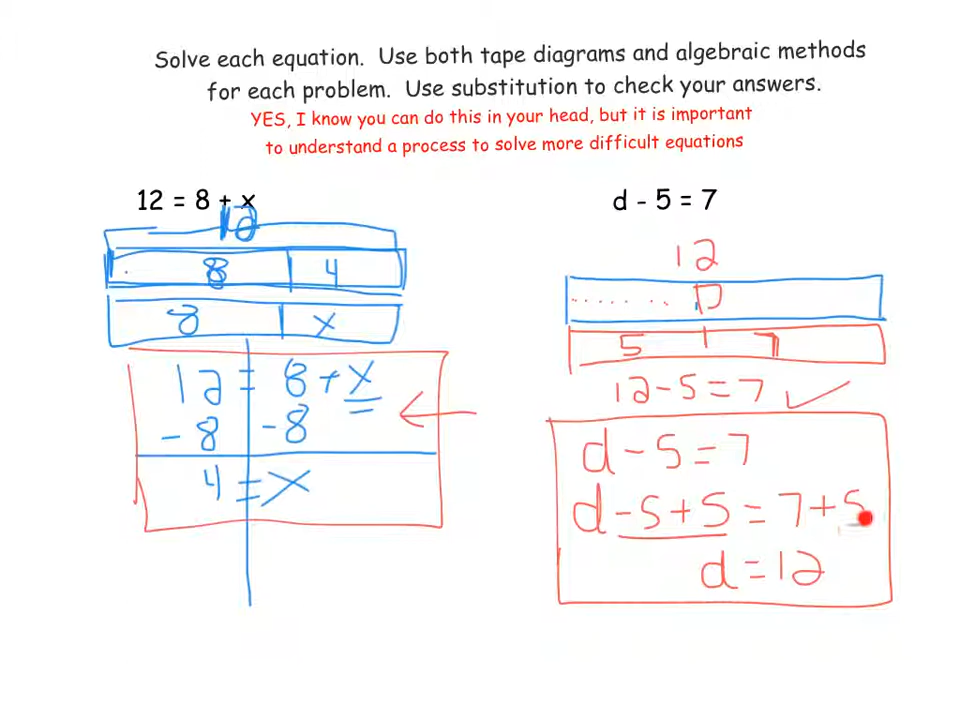 Solve each equation. Use both tape diagrams and algebraic methods
for each problem. Use substitution to check your answers.
YES, I know you can do this in your head, but it is important
to understand a process to solve more difficult equations
12 = 8 + x
12
8 4
8 x
12 = 8 + x
- 8 - 8
4 = x
d - 5 = 7
12
D
5 7
12 - 5 = 7 ✓
d - 5 = 7
d - 5 + 5 = 7 + 5
d = 12